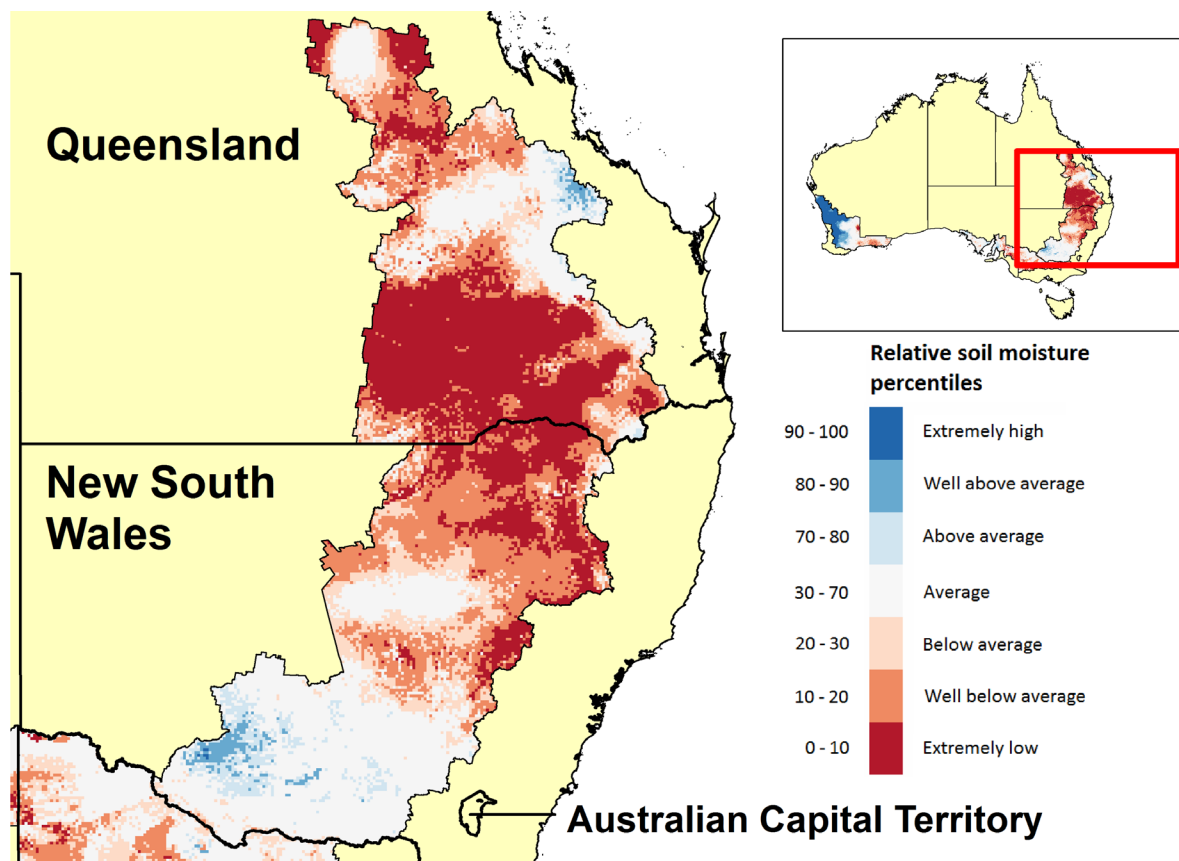 Queensland
New South
Wales
Australian Capital Territory
Relative soil moisture
percentiles
90 - 100 Extremely high
80 - 90 Well above average
70 - 80 Above average
30 - 70 Average
20 - 30 Below average
10 - 20 Well below average
0 - 10 Extremely low